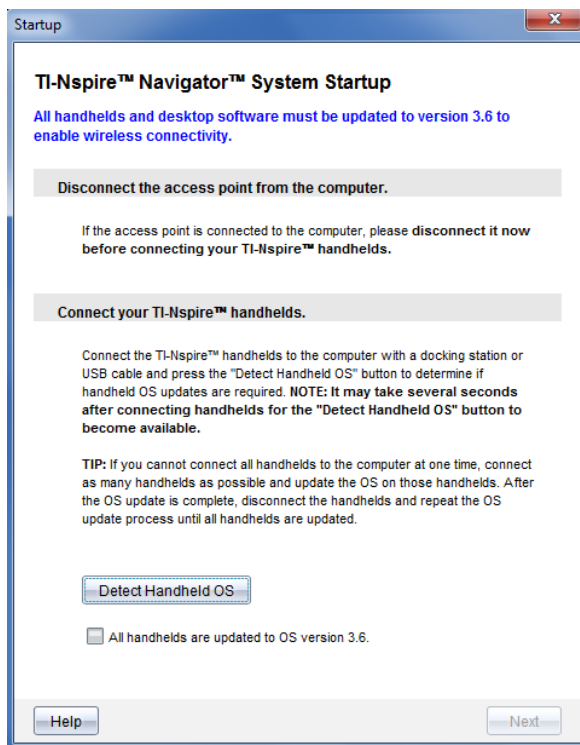 Startup
TI-Nspire™ Navigator™ System Startup
All handhelds and desktop software must be updated to version 3.6 to
enable wireless connectivity.
Disconnect the access point from the computer.
If the access point is connected to the computer, please disconnect it now
before connecting your TI-Nspire™ handhelds.
Connect your TI-Nspire™ handhelds.
Connect the TI-Nspire™ handhelds to the computer with a docking station or
USB cable and press the "Detect Handheld OS" button to determine if
handheld OS updates are required. NOTE: It may take several seconds
after connecting handhelds for the "Detect Handheld OS" button to
become available.
TIP: If you cannot connect all handhelds to the computer at one time, connect
as many handhelds as possible and update the OS on those handhelds. After
the OS update is complete, disconnect the handhelds and repeat the OS
update process until all handhelds are updated.
Detect Handheld OS
All handhelds are updated to OS version 3.6.
Help
Next